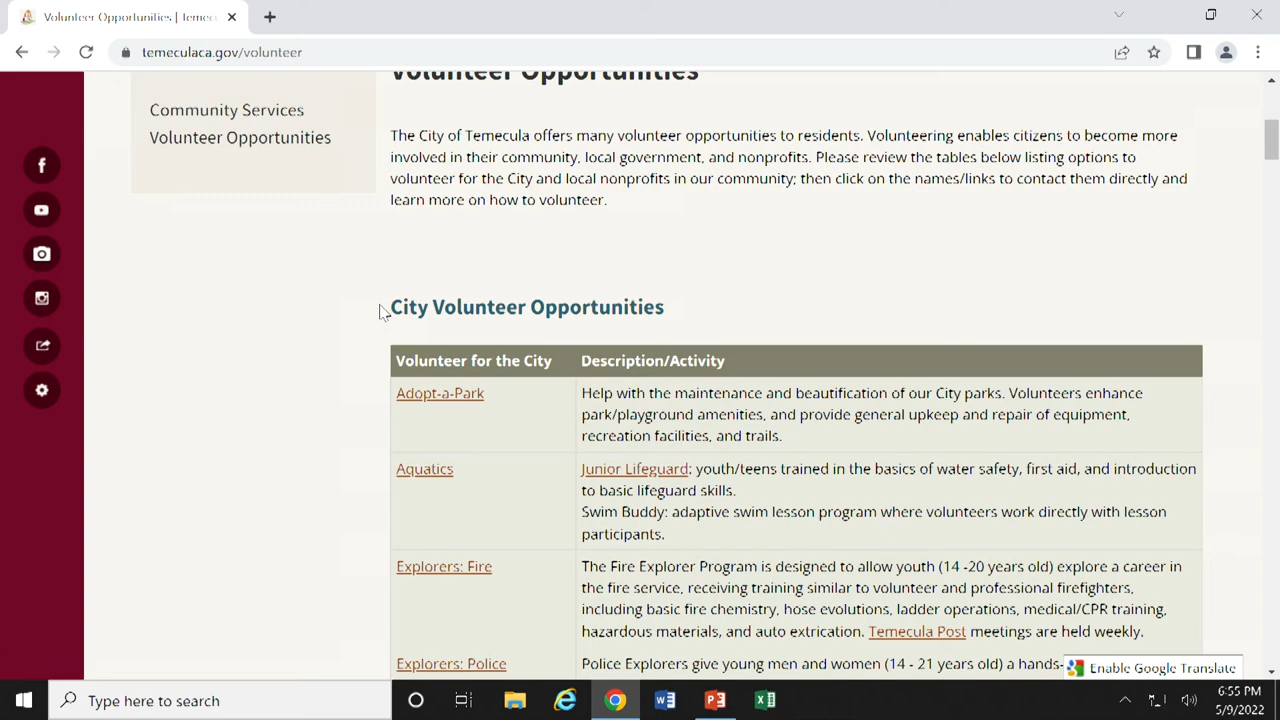 Volunteer Opportunities | Temec
temeculaca.gov/volunteer
Volunteer Opportunities
Community Services
Volunteer Opportunities
The City of Temecula offers many volunteer opportunities to residents. Volunteering enables citizens to become more
involved in their community, local government, and nonprofits. Please review the tables below listing options to
volunteer for the City and local nonprofits in our community; then click on the names/links to contact them directly and
learn more on how to volunteer.
City Volunteer Opportunities
Volunteer for the City Description/Activity
Adopt-a-Park Help with the maintenance and beautification of our City parks. Volunteers enhance
park/playground amenities, and provide general upkeep and repair of equipment,
recreation facilities, and trails.
Aquatics Junior Lifeguard: youth/teens trained in the basics of water safety, first aid, and introduction
to basic lifeguard skills.
Swim Buddy: adaptive swim lesson program where volunteers work directly with lesson
participants.
Explorers: Fire The Fire Explorer Program is designed to allow youth (14 -20 years old) explore a career in
the fire service, receiving training similar to volunteer and professional firefighters,
including basic fire chemistry, hose evolutions, ladder operations, medical/CPR training,
hazardous materials, and auto extrication. Temecula Post meetings are held weekly.
Explorers: Police Police Explorers give young men and women (14 - 21 years old) a hands-
Enable Google Translate
Type here to search
6:55 PM
5/9/2022